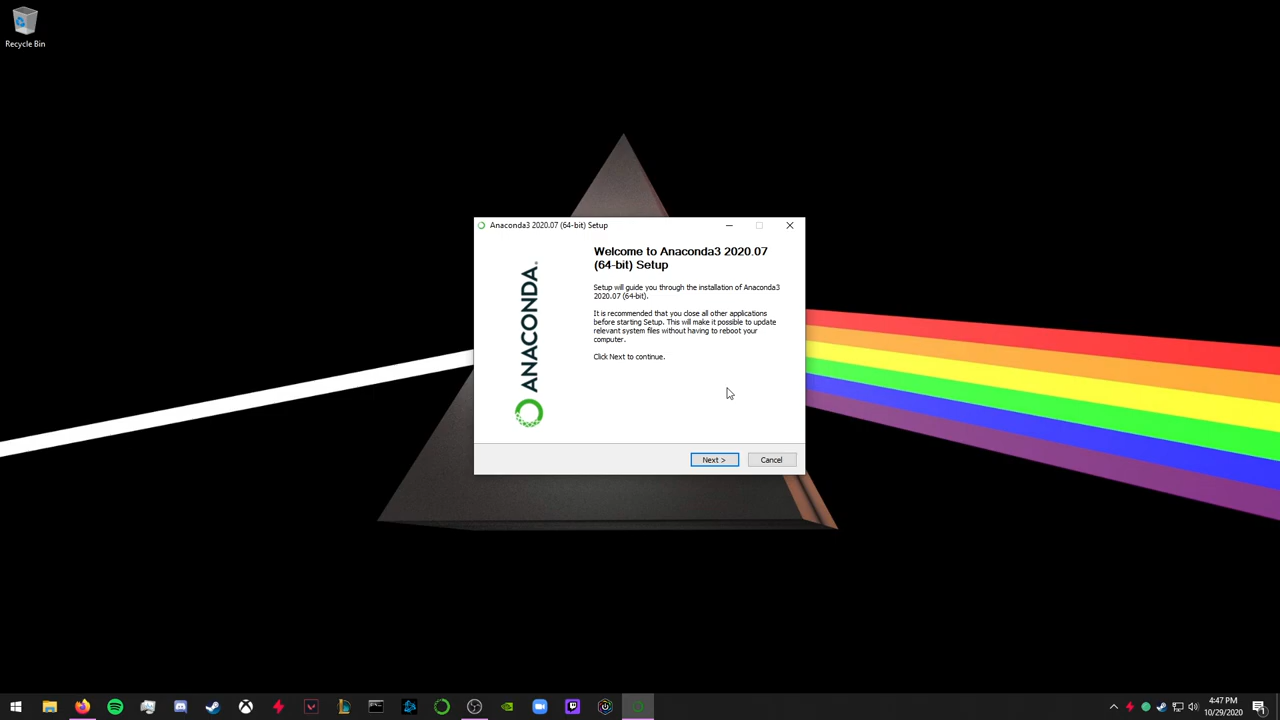 Recycle Bin
Anaconda3 2020.07 (64-bit) Setup
ANACONDA.
Welcome to Anaconda3 2020.07
(64-bit) Setup
Setup will guide you through the installation of Anaconda3
2020.07 (64-bit).
It is recommended that you close all other applications
before starting Setup. This will make it possible to update
relevant system files without having to reboot your
computer.
Click Next to continue.
Next >
Cancel
4:47 PM
10/29/2020